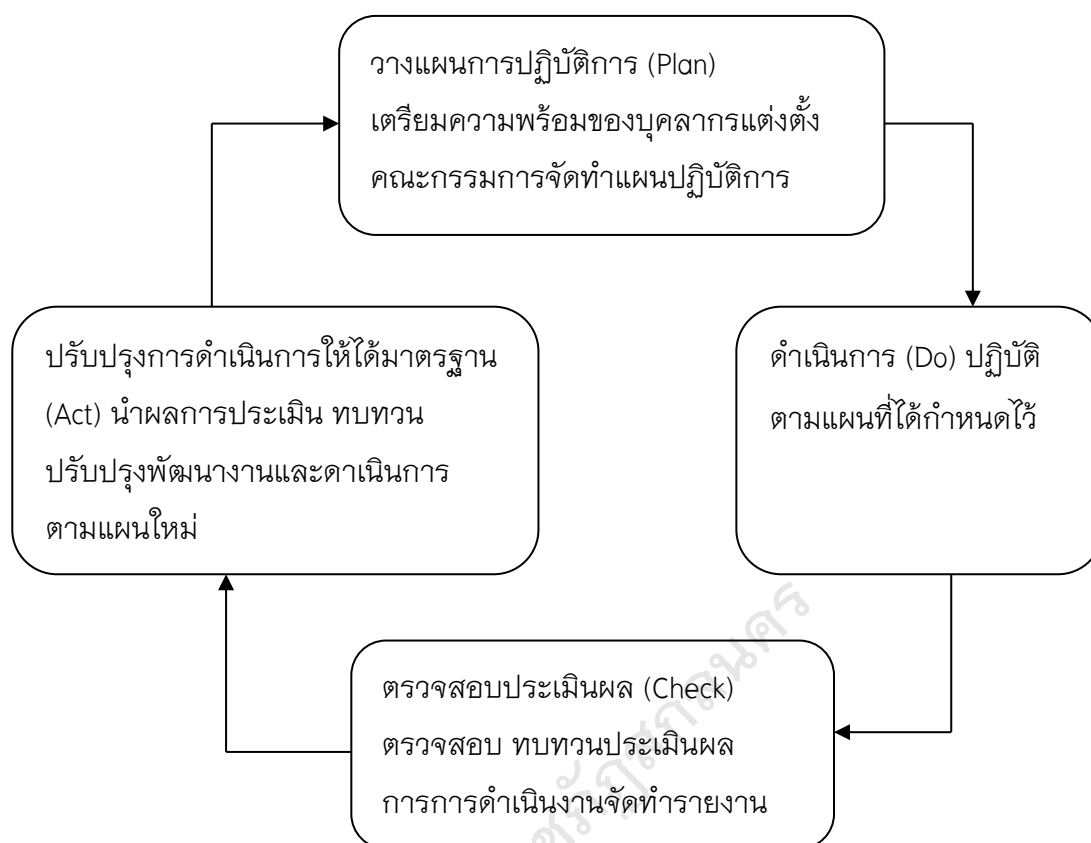 วางแผนการปฏิบัติการ (Plan)
เตรียมความพร้อมของบุคลากรแต่งตั้ง
คณะกรรมการจัดทำแผนปฏิบัติการ
ดำเนินการ (Do) ปฏิบัติ
ตามแผนที่ได้กำหนดไว้
ตรวจสอบประเมินผล (Check)
ตรวจสอบ ทบทวนประเมินผล
การการดำเนินงานจัดทำรายงาน
ปรับปรุงการดำเนินการให้ได้มาตรฐาน
(Act) นำผลการประเมิน ทบทวน
ปรับปรุงพัฒนางานและดาเนินการ
ตามแผนใหม่